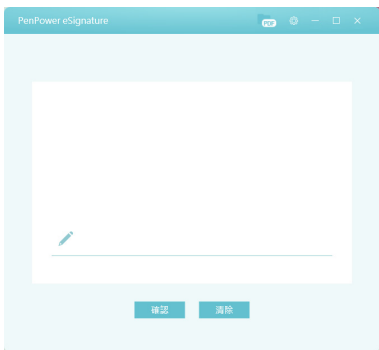 PenPower eSignature
PDF
確認
清除